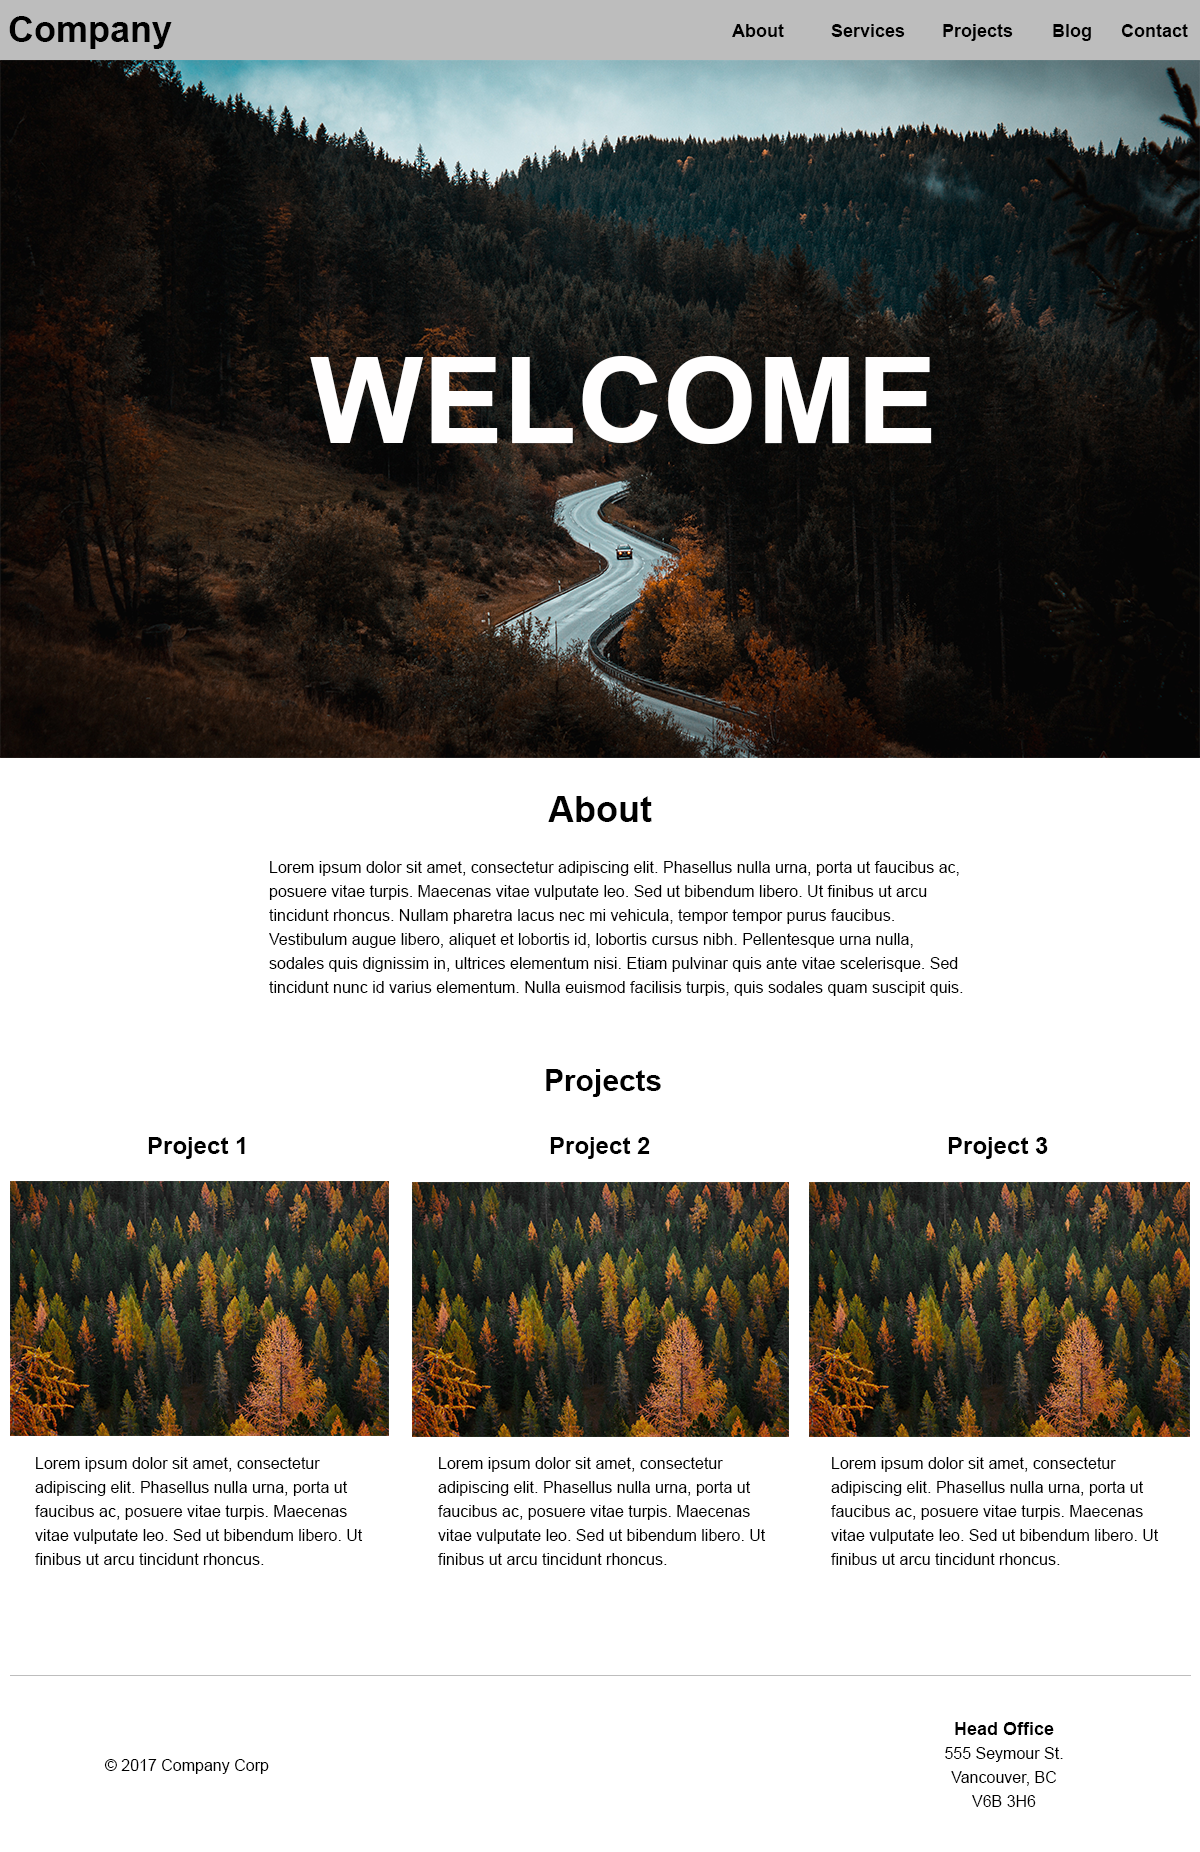 Company
About Services Projects Blog Contact
WELCOME
About
Lorem ipsum dolor sit amet, consectetur adipiscing elit. Phasellus nulla urna, porta ut faucibus ac,
posuere vitae turpis. Maecenas vitae vulputate leo. Sed ut bibendum libero. Ut finibus ut arcu
tincidunt rhoncus. Nullam pharetra lacus nec mi vehicula, tempor tempor purus faucibus.
Vestibulum augue libero, aliquet et lobortis id, lobortis cursus nibh. Pellentesque urna nulla,
sodales quis dignissim in, ultrices elementum nisi. Etiam pulvinar quis ante vitae scelerisque. Sed
tincidunt nunc id varius elementum. Nulla euismod facilisis turpis, quis sodales quam suscipit quis.
Projects
Project 1
Lorem ipsum dolor sit amet, consectetur
adipiscing elit. Phasellus nulla urna, porta ut
faucibus ac, posuere vitae turpis. Maecenas
vitae vulputate leo. Sed ut bibendum libero. Ut
finibus ut arcu tincidunt rhoncus.
Project 2
Lorem ipsum dolor sit amet, consectetur
adipiscing elit. Phasellus nulla urna, porta ut
faucibus ac, posuere vitae turpis. Maecenas
vitae vulputate leo. Sed ut bibendum libero. Ut
finibus ut arcu tincidunt rhoncus.
Project 3
Lorem ipsum dolor sit amet, consectetur
adipiscing elit. Phasellus nulla urna, porta ut
faucibus ac, posuere vitae turpis. Maecenas
vitae vulputate leo. Sed ut bibendum libero. Ut
finibus ut arcu tincidunt rhoncus.
© 2017 Company Corp
Head Office
555 Seymour St.
Vancouver, BC
V6B 3H6